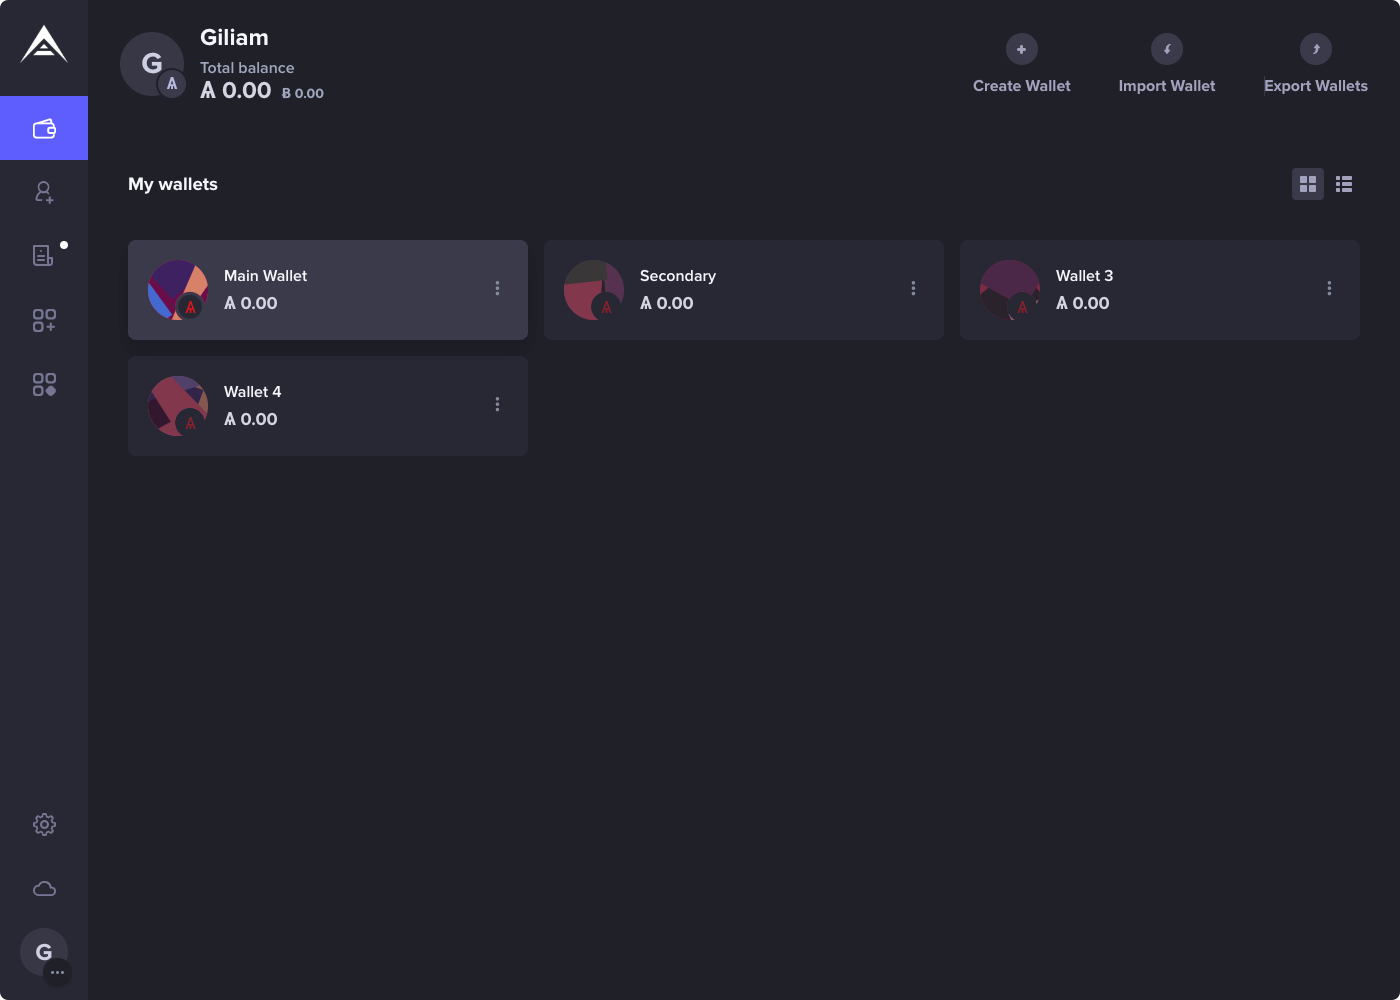 G
Giliam
Total balance
Ѧ 0.00 Ƀ 0.00
Create Wallet
Import Wallet
Export Wallets
My wallets
Main Wallet
Ѧ 0.00
Secondary
Ѧ 0.00
Wallet 3
Ѧ 0.00
Wallet 4
Ѧ 0.00
G